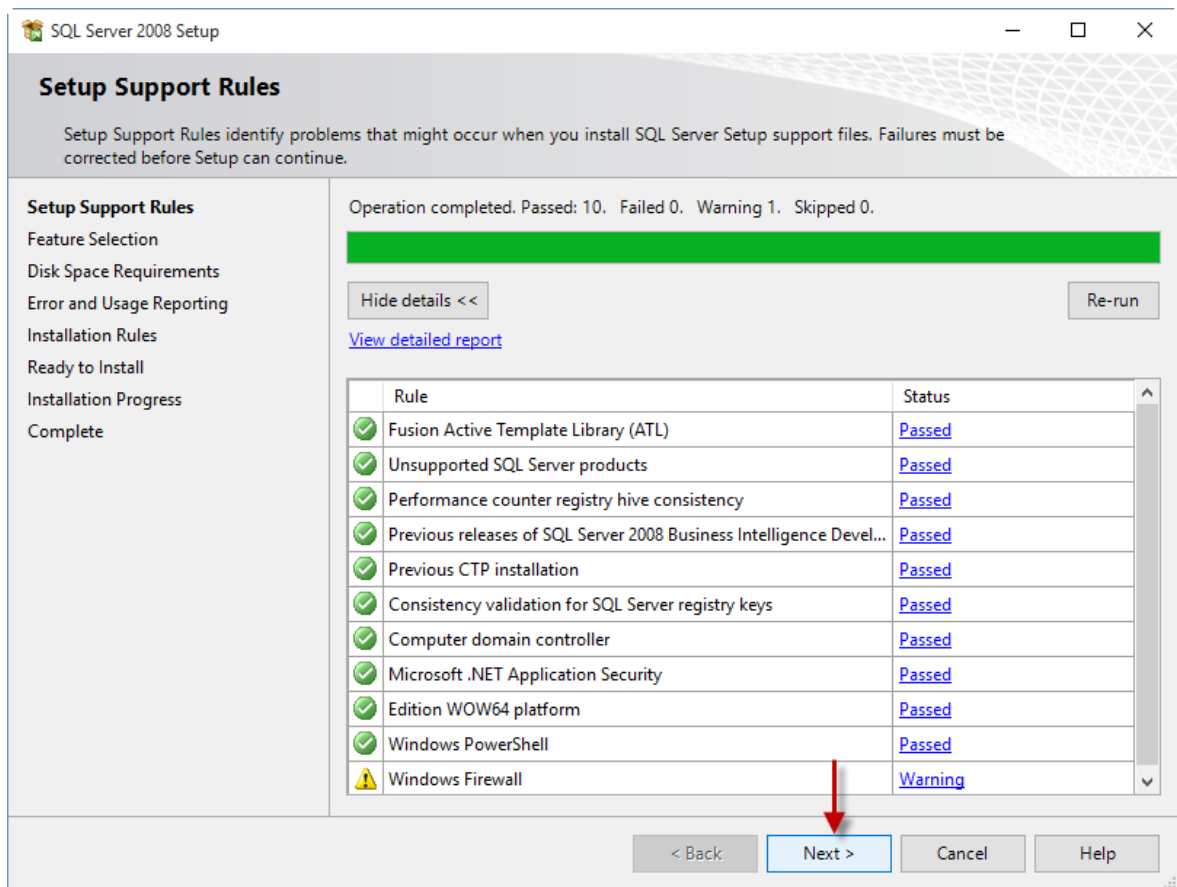 SQL Server 2008 Setup
Setup Support Rules
Setup Support Rules identify problems that might occur when you install SQL Server Setup support files. Failures must be
corrected before Setup can continue.
Setup Support Rules
Feature Selection
Disk Space Requirements
Error and Usage Reporting
Installation Rules
Ready to Install
Installation Progress
Complete
Operation completed. Passed: 10.   Failed 0.   Warning 1.   Skipped 0.
Hide details <<
Re-run
View detailed report
Rule Status
Fusion Active Template Library (ATL) Passed
Unsupported SQL Server products Passed
Performance counter registry hive consistency Passed
Previous releases of SQL Server 2008 Business Intelligence Devel... Passed
Previous CTP installation Passed
Consistency validation for SQL Server registry keys Passed
Computer domain controller Passed
Microsoft .NET Application Security Passed
Edition WOW64 platform Passed
Windows PowerShell Passed
Windows Firewall Warning
< Back Next > Cancel Help